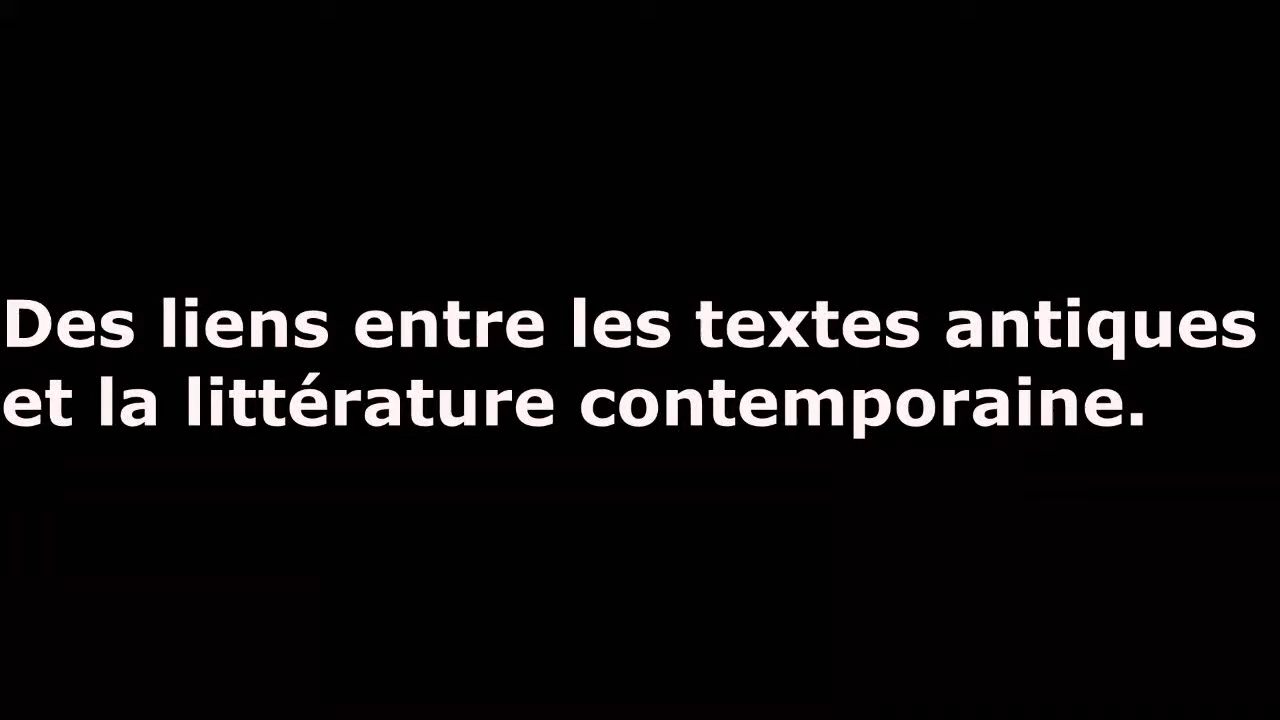 Des liens entre les textes antiques
et la littérature contemporaine.